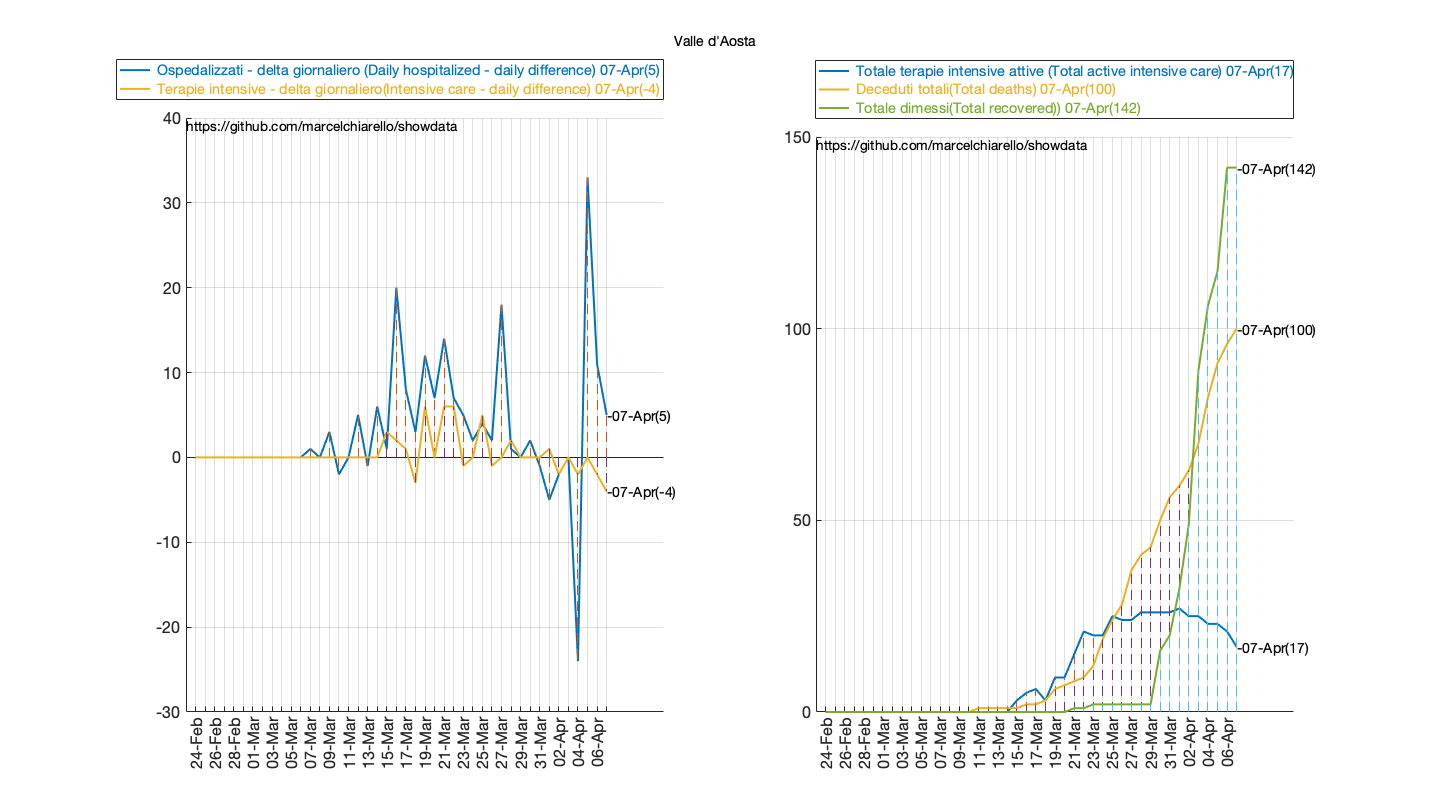 Valle d'Aosta
Ospedalizzati - delta giornaliero (Daily hospitalized - daily difference) 07-Apr(5)
Terapie intensive - delta giornaliero(Intensive care - daily difference) 07-Apr(-4)
https://github.com/marcelchiarello/showdata
40
30
20
10
0
-10
-20
-30
-07-Apr(5)
-07-Apr(-4)
24-Feb
26-Feb
28-Feb
01-Mar
03-Mar
05-Mar
07-Mar
09-Mar
11-Mar
13-Mar
15-Mar
17-Mar
19-Mar
21-Mar
23-Mar
25-Mar
27-Mar
29-Mar
31-Mar
02-Apr
04-Apr
06-Apr
Totale terapie intensive attive (Total active intensive care) 07-Apr(17)
Deceduti totali(Total deaths) 07-Apr(100)
Totale dimessi(Total recovered)) 07-Apr(142)
https://github.com/marcelchiarello/showdata
150
100
50
0
-07-Apr(142)
-07-Apr(100)
-07-Apr(17)
24-Feb
26-Feb
28-Feb
01-Mar
03-Mar
05-Mar
07-Mar
09-Mar
11-Mar
13-Mar
15-Mar
17-Mar
19-Mar
21-Mar
23-Mar
25-Mar
27-Mar
29-Mar
31-Mar
02-Apr
04-Apr
06-Apr